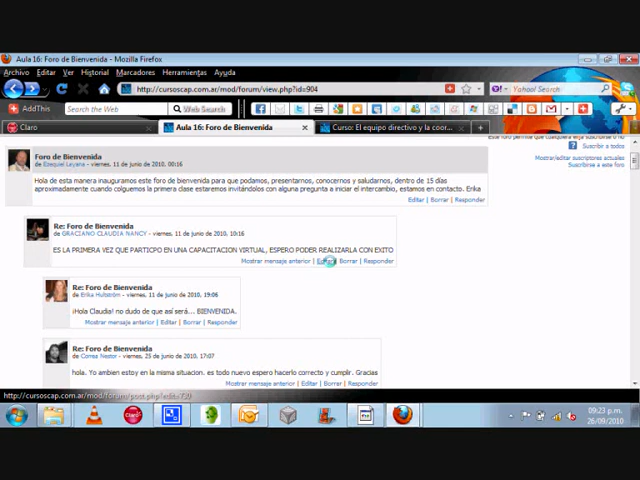 Aula 16: Foro de Bienvenida - Mozilla Firefox
Archivo Editar Ver Historial Marcadores Herramientas Ayuda
http://cursoscap.com.ar/mod/forum/view.php?id=904
Yahoo! Search
AddThis Search the Web Web Search
Claro
Aula 16: Foro de Bienvenida
Curso: El equipo directivo y la coor...
Suscribir a todos
Mostrar/editar suscriptores actuales
Suscribirse a este foro
Foro de Bienvenida
de Ezequiel - viernes, 11 de junio de 2010, 00:16
Hola de esta manera inauguramos este foro de bienvenida para que podamos, presentarnos, conocernos y saludarnos, dentro de 15 días
aproximadamente cuando colguemos la primera clase estaremos invitándolos con alguna pregunta a iniciar el intercambio, estamos en contacto. Erika
Editar | Borrar | Responder
Re: Foro de Bienvenida
de GRACIANO CLAUDIA NANCY - viernes, 11 de junio de 2010, 10:16
ES LA PRIMERA VEZ QUE PARTICPO EN UNA CAPACITACION VIRTUAL, ESPERO PODER REALIZARLA CON EXITO
Mostrar mensaje anterior | Editar | Borrar | Responder
Re: Foro de Bienvenida
de Erika Hultström - viernes, 11 de junio de 2010, 19:06
¡Hola Claudia! no dudo de que así será... BIENVENIDA.
Mostrar mensaje anterior | Editar | Borrar | Responder
Re: Foro de Bienvenida
de Correa Nestor - viernes, 25 de junio de 2010, 17:07
hola. Yo ambien estoy en la misma situacion. es todo nuevo espero hacerlo correcto y cumplir. Gracias
Mostrar mensaje anterior | Editar | Borrar | Responder
http://cursoscap.com.ar/mod/forum/post.php?edit=730
09:23 p.m.
26/09/2010